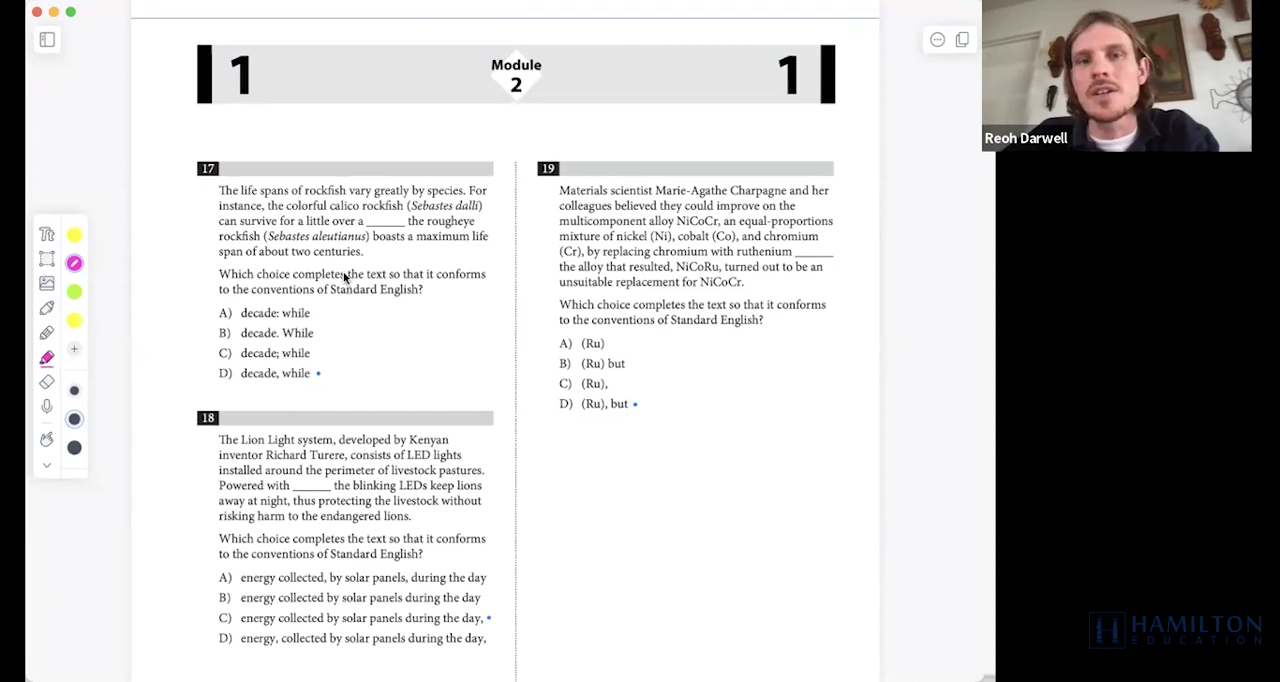 1
Module
2
1
17
The life spans of rockfish vary greatly by species. For
instance, the colorful calico rockfish (Sebastes dalli)
can survive for a little over a ______ the rougheye
rockfish (Sebastes aleutianus) boasts a maximum life
span of about two centuries.
Which choice completes the text so that it conforms
to the conventions of Standard English?
A) decade: while
B) decade. While
C) decade; while
D) decade, while
18
The Lion Light system, developed by Kenyan
inventor Richard Turere, consists of LED lights
installed around the perimeter of livestock pastures.
Powered with ______ the blinking LEDs keep lions
away at night, thus protecting the livestock without
risking harm to the endangered lions.
Which choice completes the text so that it conforms
to the conventions of Standard English?
A) energy collected, by solar panels, during the day
B) energy collected by solar panels during the day
C) energy collected by solar panels during the day,
D) energy, collected by solar panels during the day,
19
Materials scientist Marie-Agathe Charpagne and her
colleagues believed they could improve on the
multicomponent alloy NiCoCr, an equal-proportions
mixture of nickel (Ni), cobalt (Co), and chromium
(Cr), by replacing chromium with ruthenium ______
the alloy that resulted, NiCoRu, turned out to be an
unsuitable replacement for NiCoCr.
Which choice completes the text so that it conforms
to the conventions of Standard English?
A) (Ru)
B) (Ru) but
C) (Ru),
D) (Ru), but
Reoh Darwell
HAMILTON
EDUCATION